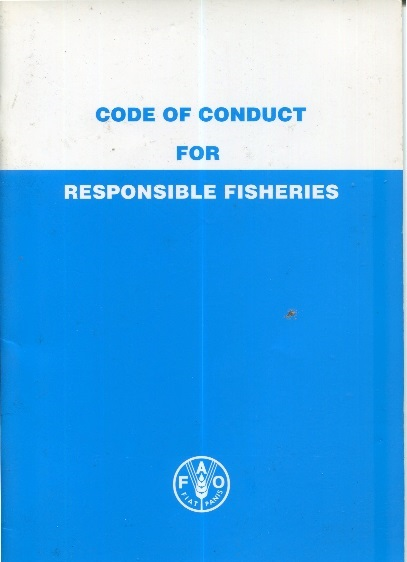 CODE OF CONDUCT
FOR
RESPONSIBLE FISHERIES
F A O
FIAT PANIS